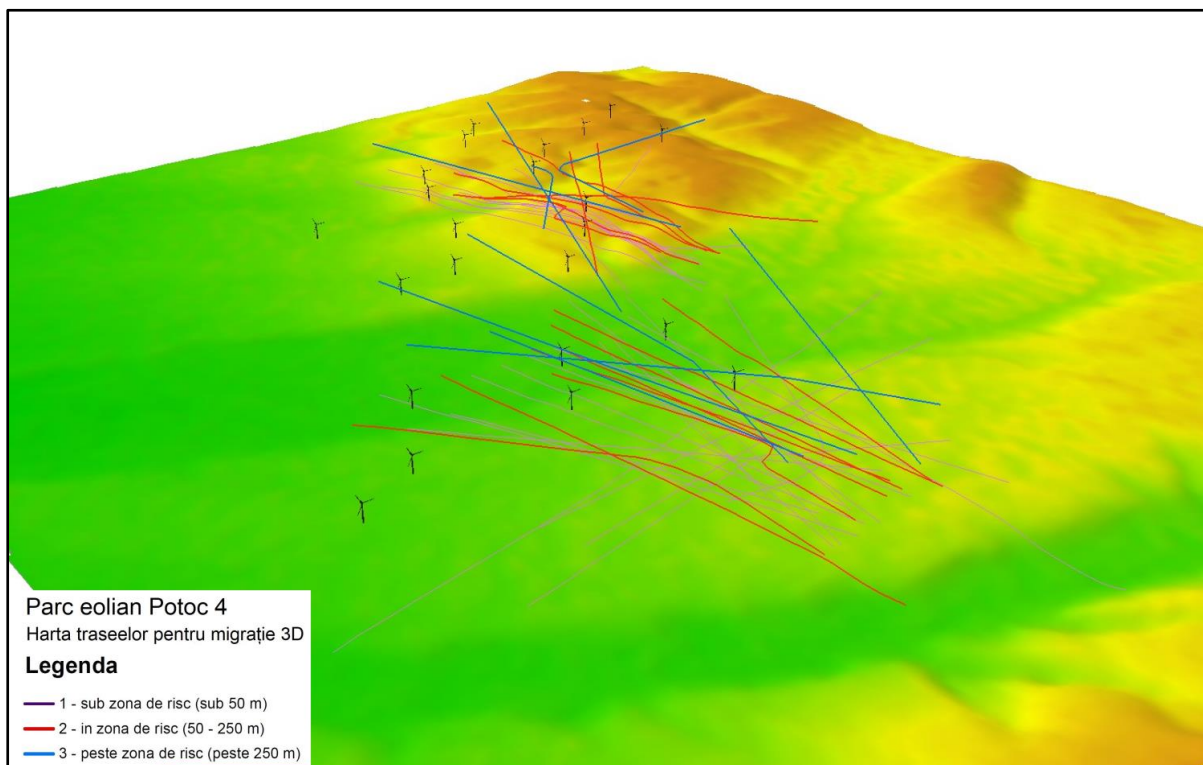 Parc eolian Potoc 4
Harta traseelor pentru migrație 3D
Legenda
1 - sub zona de risc (sub 50 m)
2 - in zona de risc (50 - 250 m)
3 - peste zona de risc (peste 250 m)